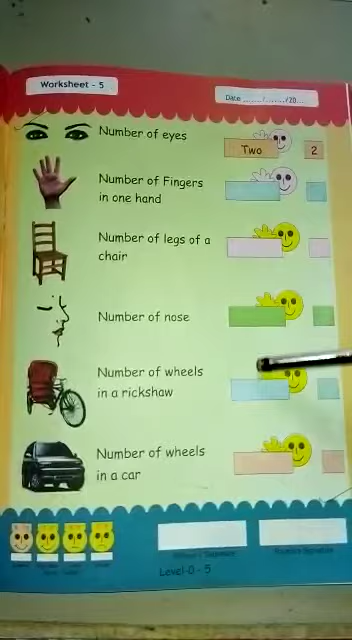 Worksheet - 5
Date ......./......./20....
Number of eyes
Two
2
Number of Fingers
in one hand
Number of legs of a
chair
Number of nose
Number of wheels
in a rickshaw
Number of wheels
in a car
Level-0 - 5